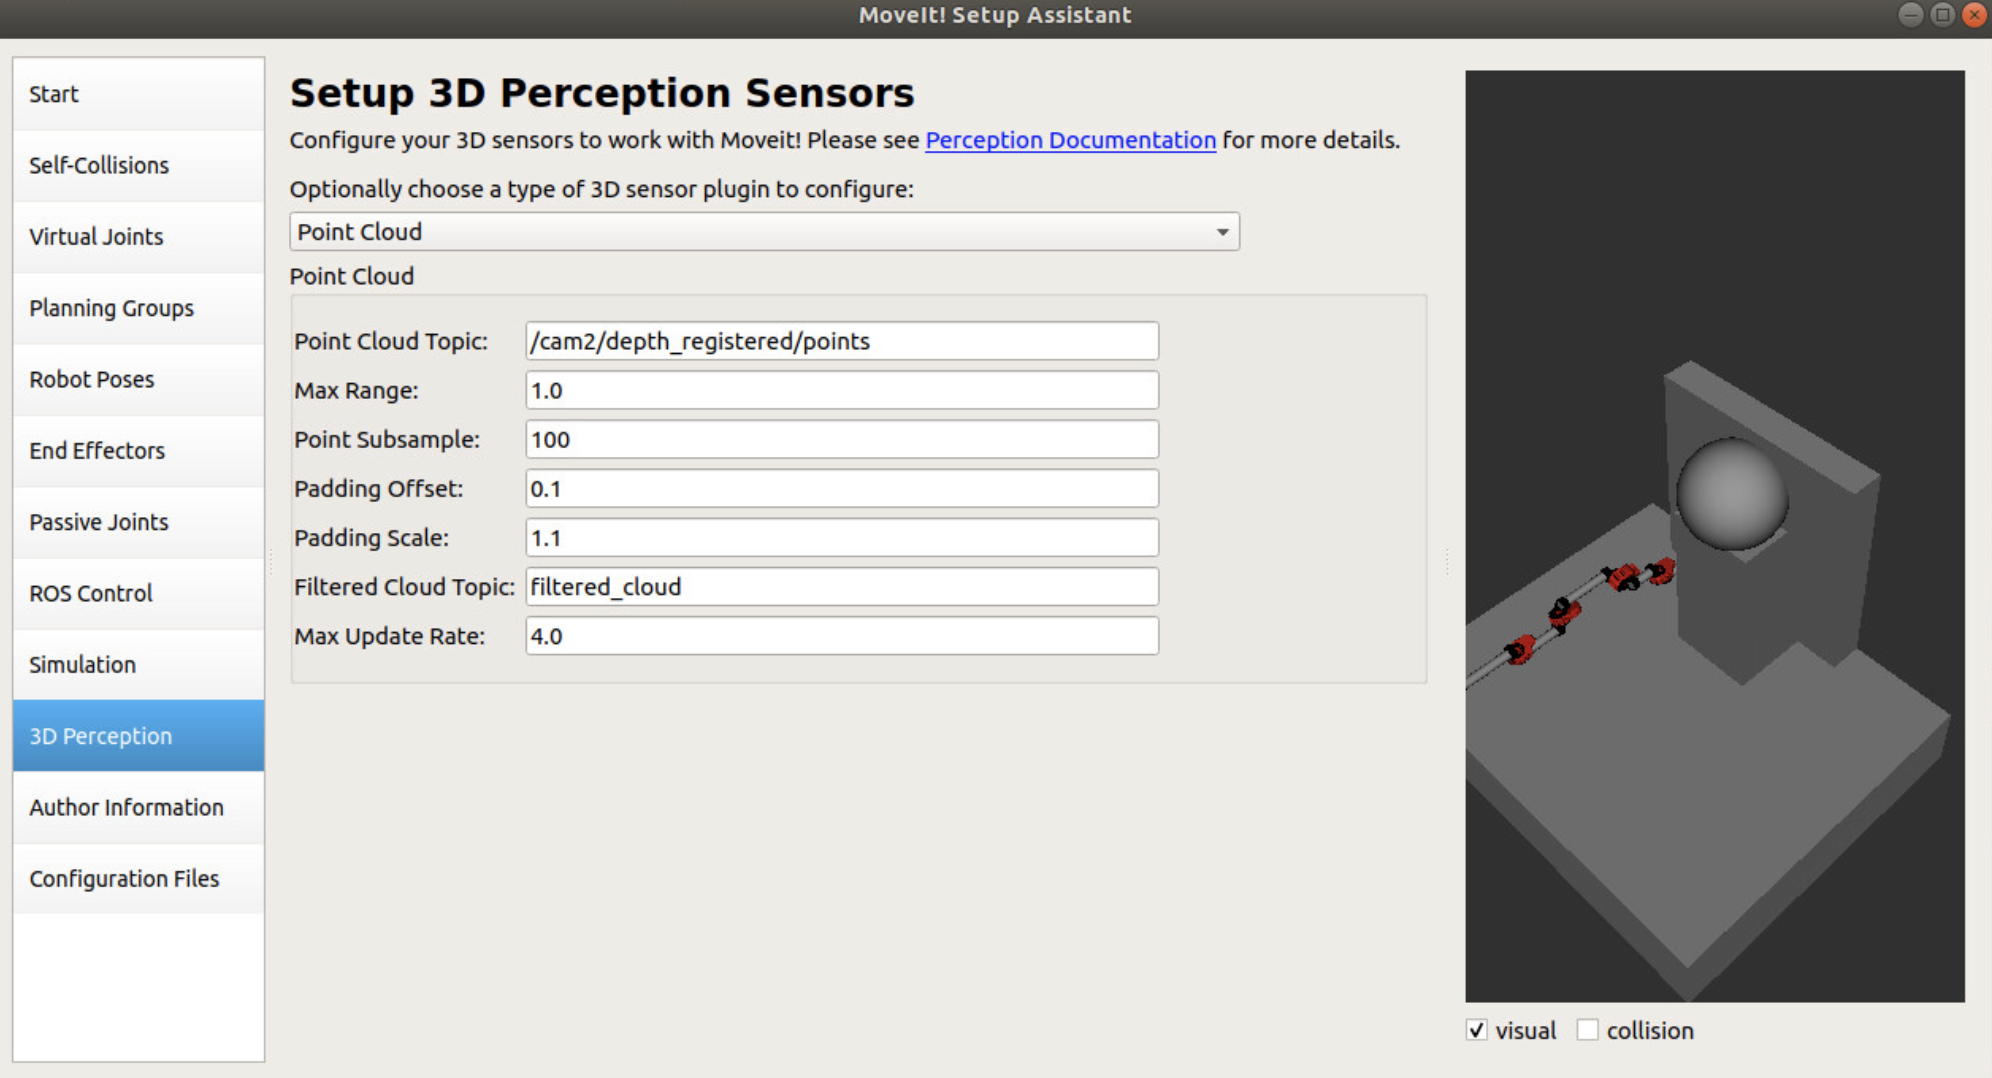 MoveIt! Setup Assistant
Start
Self-Collisions
Virtual Joints
Planning Groups
Robot Poses
End Effectors
Passive Joints
ROS Control
Simulation
3D Perception
Author Information
Configuration Files
Setup 3D Perception Sensors
Configure your 3D sensors to work with Moveit! Please see Perception Documentation for more details.
Optionally choose a type of 3D sensor plugin to configure:
Point Cloud
Point Cloud
Point Cloud Topic: /cam2/depth_registered/points
Max Range: 1.0
Point Subsample: 100
Padding Offset: 0.1
Padding Scale: 1.1
Filtered Cloud Topic: filtered_cloud
Max Update Rate: 4.0
visual collision